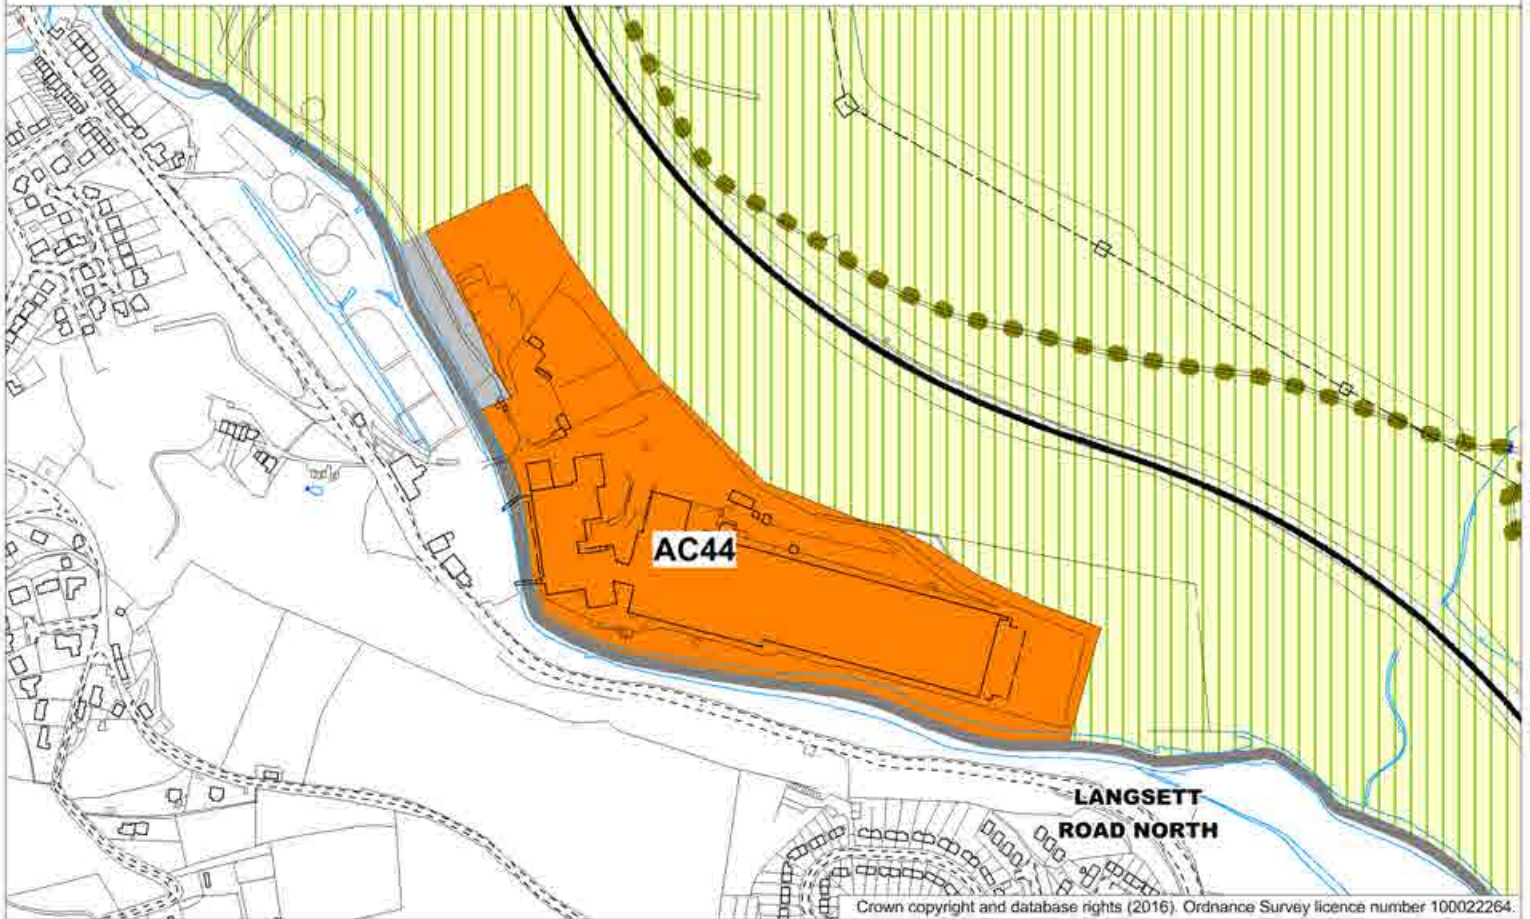 AC44
LANGSETT
ROAD NORTH
Crown copyright and database rights (2016). Ordnance Survey licence number 100022264.